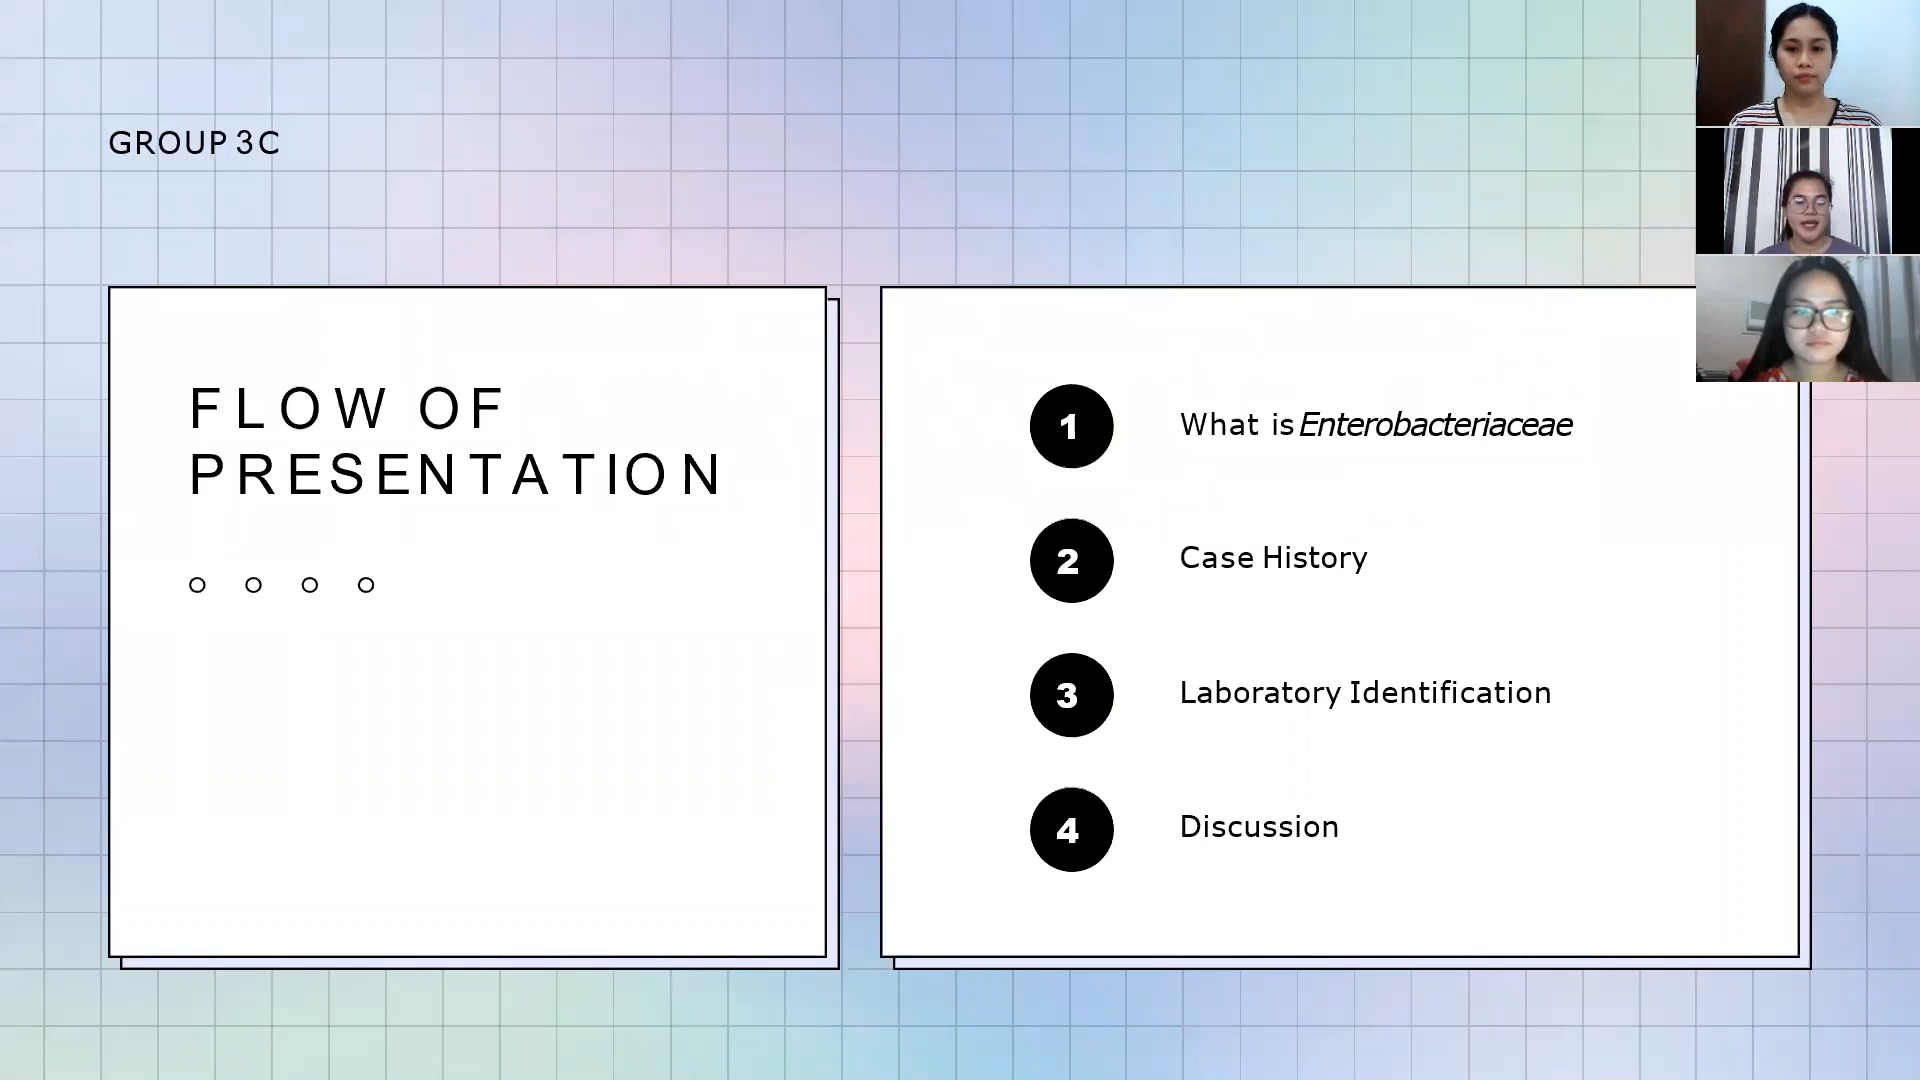 GROUP 3C
FLOW OF
PRESENTATION
1 What is Enterobacteriaceae
2 Case History
3 Laboratory Identification
4 Discussion